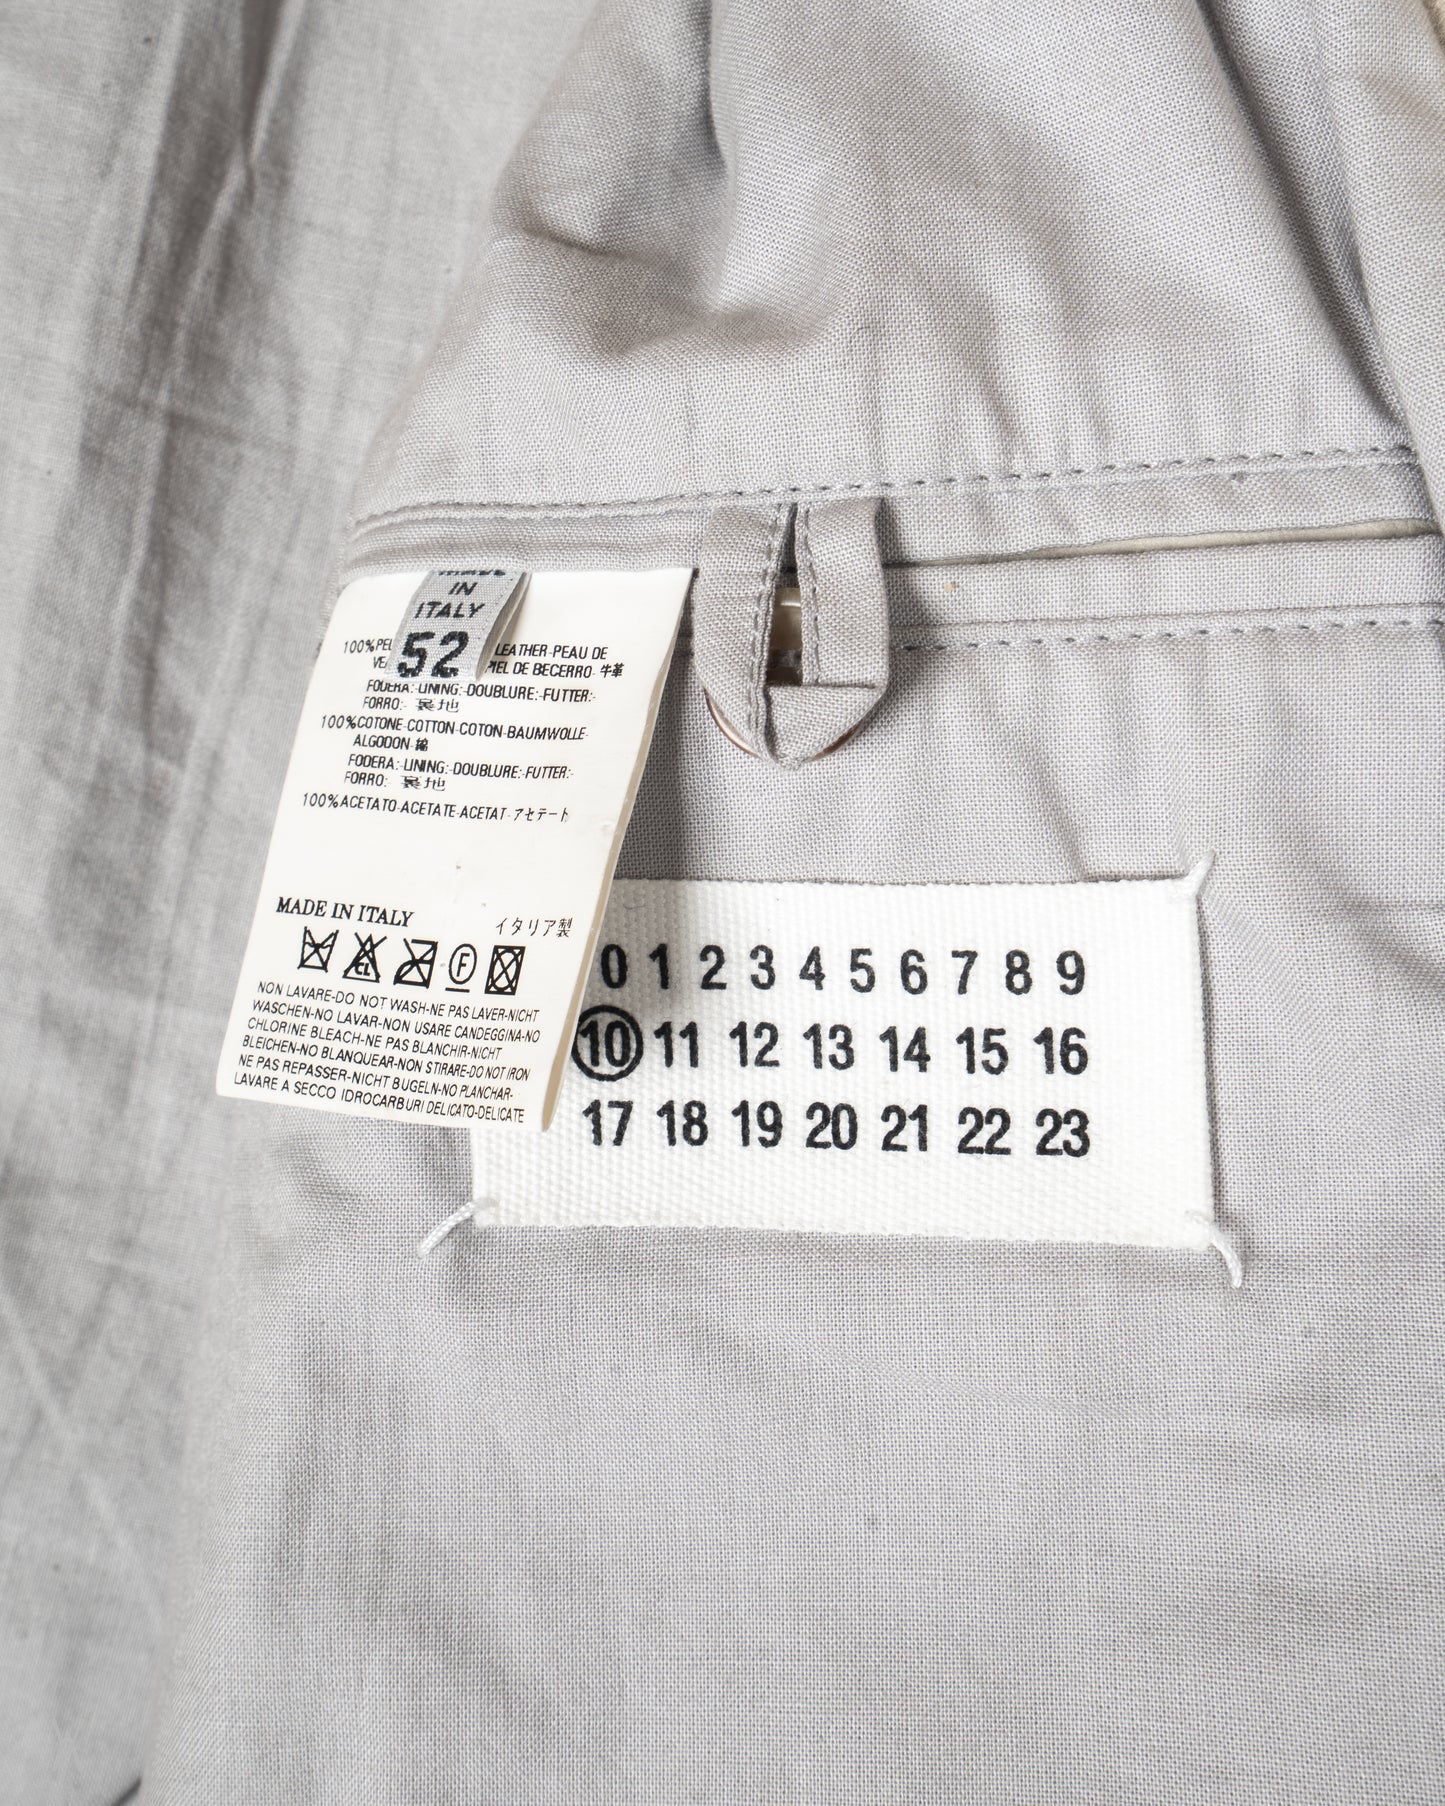 IN
ITALY
52
100%PEL LEATHER-PEAU DE
VE PIEL DE BECERRO- 牛革
FODERA:-LINING:-DOUBLURE:-FUTTER:-
FORRO:- 裏地
100%COTONE-COTTON-COTON-BAUMWOLLE-
ALGODON-綿
FODERA:-LINING:-DOUBLURE:-FUTTER:-
FORRO: 裏地
100%ACETATO-ACETATE-ACETAT-アセテート
MADE IN ITALY イタリア製
CL F
NON LAVARE-DO NOT WASH-NE PAS LAVER-NICHT
WASCHEN-NO LAVAR-NON USARE CANDEGGINA-NO
CHLORINE BLEACH-NE PAS BLANCHIR-NICHT
BLEICHEN-NO BLANQUEAR-NON STIRARE-DO NOT IRON
NE PAS REPASSER-NICHT BUGELN-NO PLANCHAR-
LAVARE A SECCO IDROCARBURI DELICATO-DELICATE
0 1 2 3 4 5 6 7 8 9
10 11 12 13 14 15 16
17 18 19 20 21 22 23